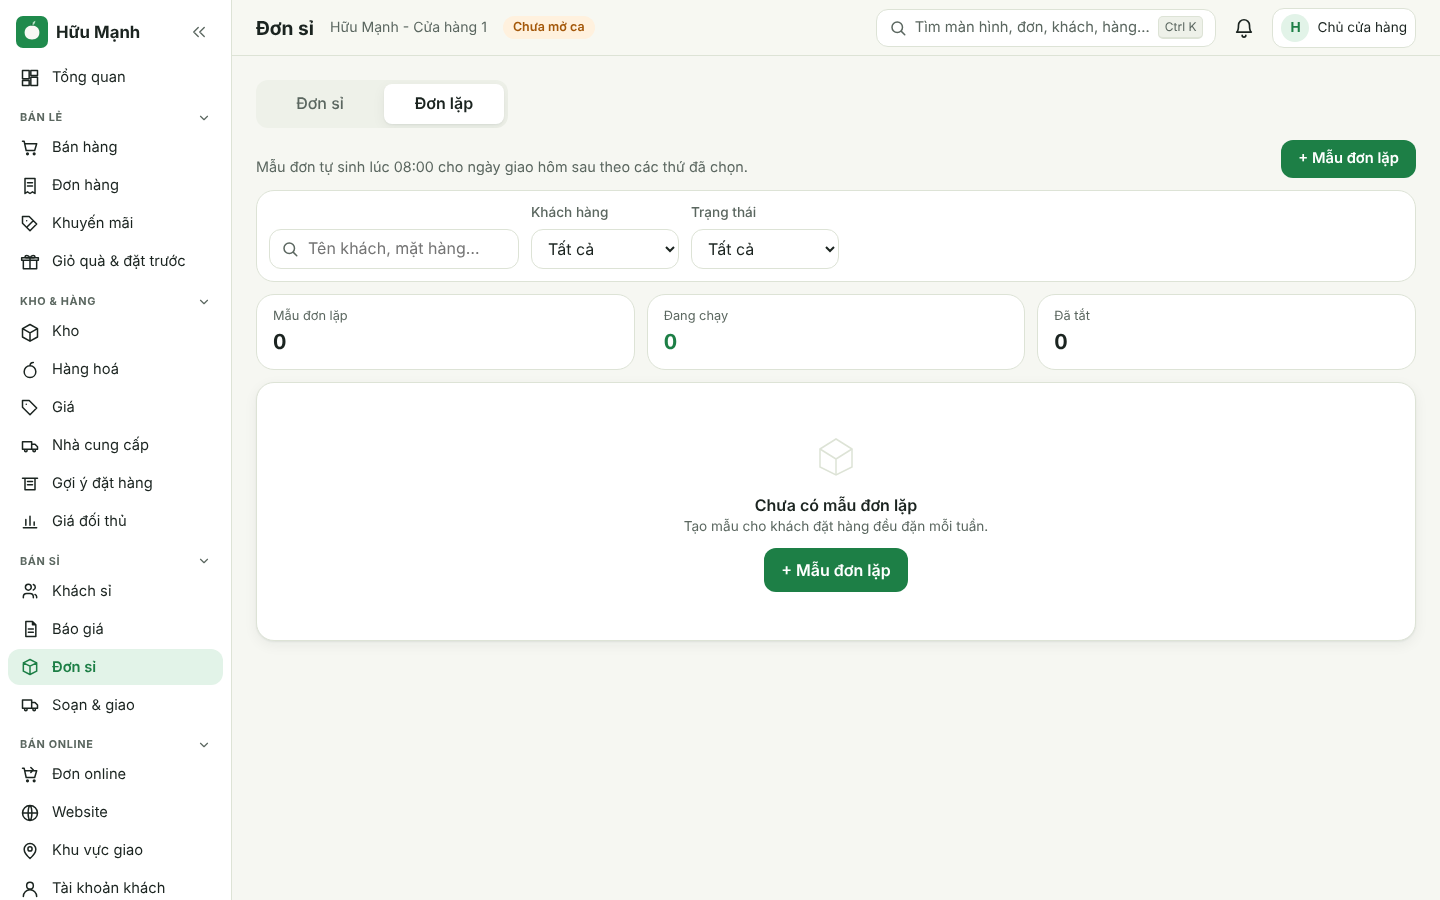 Hữu Mạnh
Tổng quan
BÁN LẺ
Bán hàng
Đơn hàng
Khuyến mãi
Giỏ quà & đặt trước
KHO & HÀNG
Kho
Hàng hoá
Giá
Nhà cung cấp
Gợi ý đặt hàng
Giá đối thủ
BÁN SỈ
Khách sỉ
Báo giá
Đơn sỉ
Soạn & giao
BÁN ONLINE
Đơn online
Website
Khu vực giao
Tài khoản khách
Đơn sỉ
Hữu Mạnh - Cửa hàng 1
Chưa mở ca
Tìm màn hình, đơn, khách, hàng...
Ctrl K
H
Chủ cửa hàng
Đơn sỉ
Đơn lặp
Mẫu đơn tự sinh lúc 08:00 cho ngày giao hôm sau theo các thứ đã chọn.
+ Mẫu đơn lặp
Khách hàng
Trạng thái
Tên khách, mặt hàng...
Tất cả
Tất cả
Mẫu đơn lặp
0
Đang chạy
0
Đã tắt
0
Chưa có mẫu đơn lặp
Tạo mẫu cho khách đặt hàng đều đặn mỗi tuần.
+ Mẫu đơn lặp